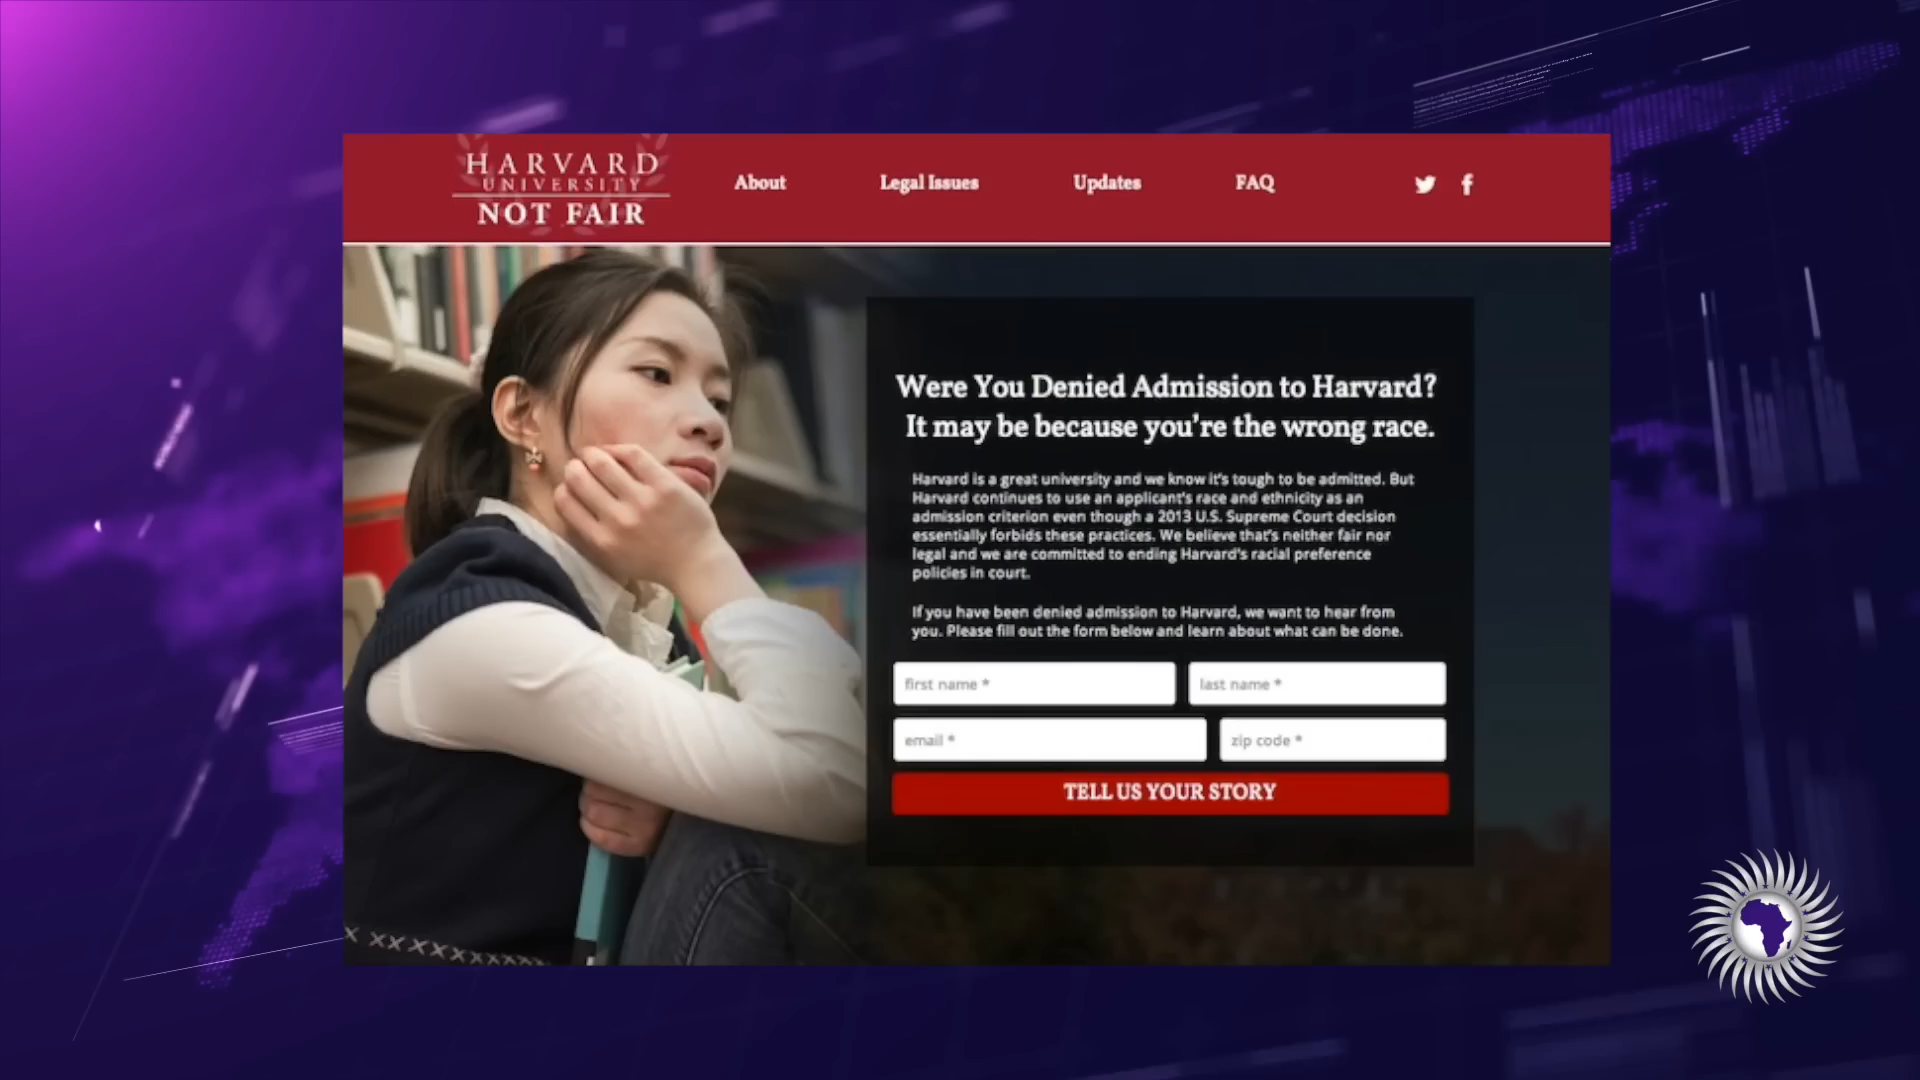 HARVARD
UNIVERSITY
NOT FAIR
About
Legal Issues
Updates
FAQ
Were You Denied Admission to Harvard?
It may be because you're the wrong race.
Harvard is a great university and we know it's tough to be admitted. But
Harvard continues to use an applicant's race and ethnicity as an
admission criterion even though a 2013 U.S. Supreme Court decision
essentially forbids these practices. We believe that's neither fair nor
legal and we are committed to ending Harvard's racial preference
policies in court.
If you have been denied admission to Harvard, we want to hear from
you. Please fill out the form below and learn about what can be done.
first name *
last name *
email *
zip code *
TELL US YOUR STORY